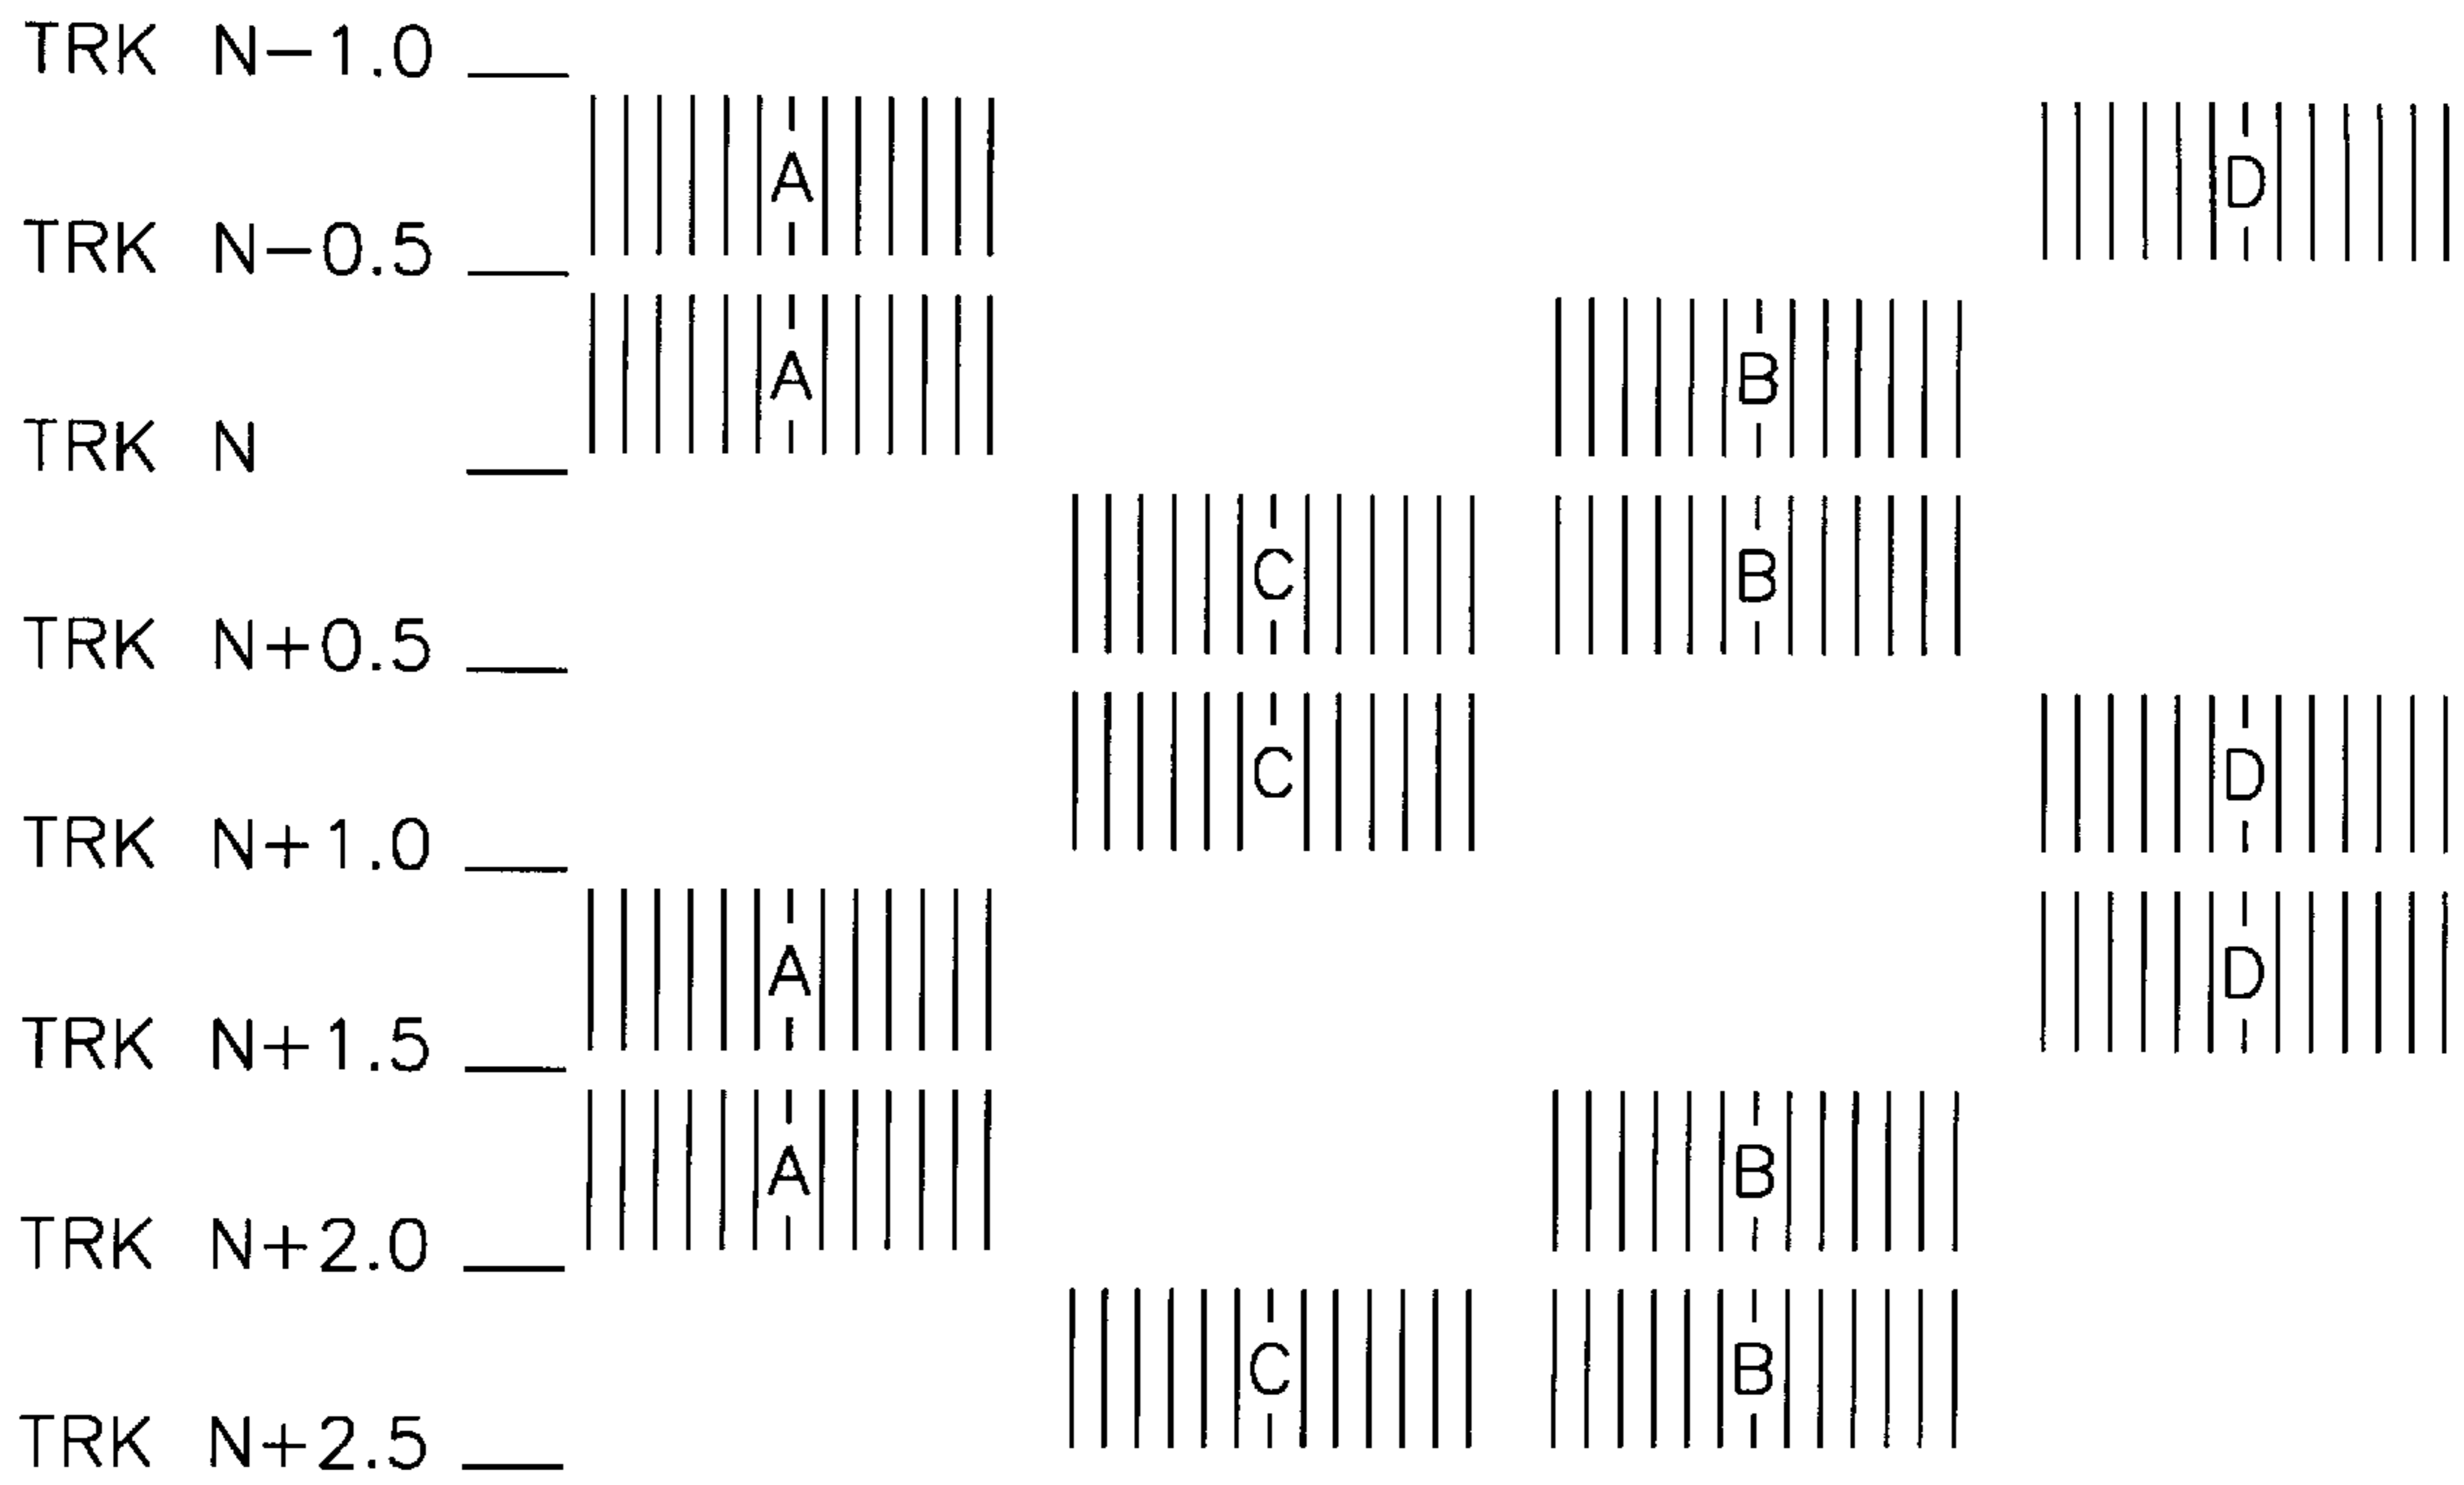 TRK N-1.0
A D
TRK N-0.5
A B
TRK N
C B
TRK N+0.5
C D
TRK N+1.0
A D
TRK N+1.5
A B
TRK N+2.0
C B
TRK N+2.5